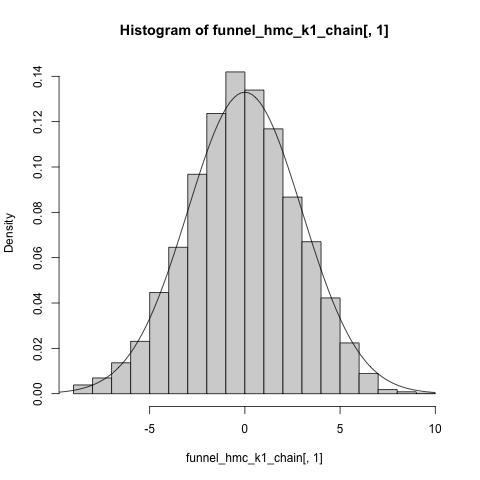 Histogram of funnel_hmc_k1_chain[, 1]
Density
0.14
0.12
0.10
0.08
0.06
0.04
0.02
0.00
-5 0 5 10
funnel_hmc_k1_chain[, 1]